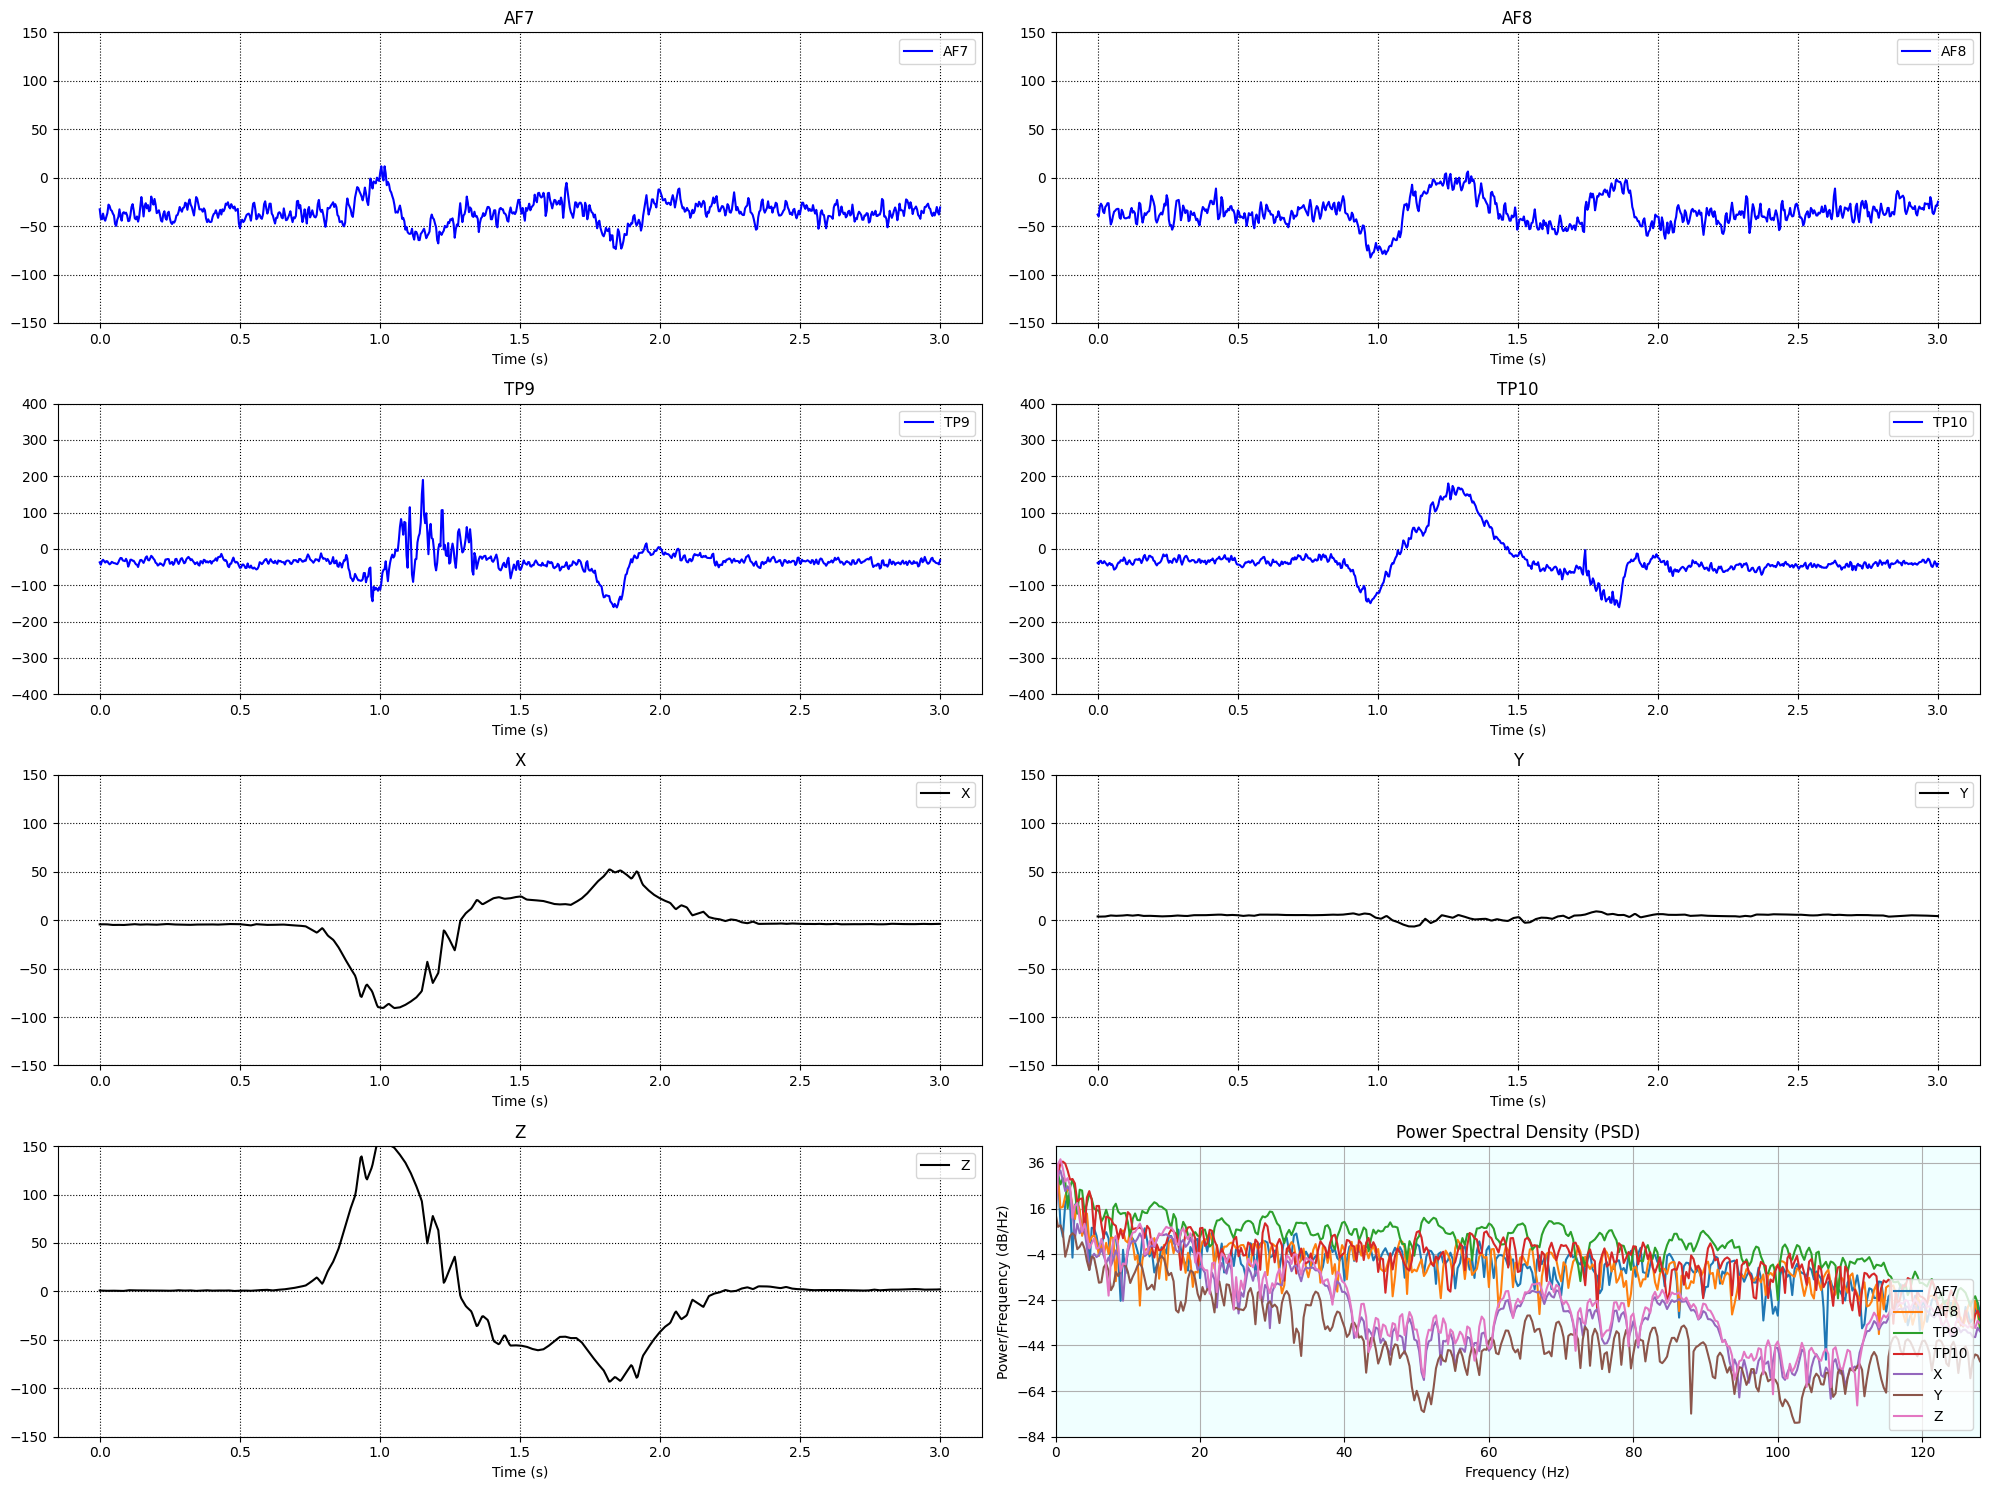 AF7
150
100
50
0
−50
−100
−150
AF7
0.0 0.5 1.0 1.5 2.0 2.5 3.0
Time (s)
AF8
150
100
50
0
−50
−100
−150
AF8
0.0 0.5 1.0 1.5 2.0 2.5 3.0
Time (s)
TP9
400
300
200
100
0
−100
−200
−300
−400
TP9
0.0 0.5 1.0 1.5 2.0 2.5 3.0
Time (s)
TP10
400
300
200
100
0
−100
−200
−300
−400
TP10
0.0 0.5 1.0 1.5 2.0 2.5 3.0
Time (s)
X
150
100
50
0
−50
−100
−150
X
0.0 0.5 1.0 1.5 2.0 2.5 3.0
Time (s)
Y
150
100
50
0
−50
−100
−150
Y
0.0 0.5 1.0 1.5 2.0 2.5 3.0
Time (s)
Z
150
100
50
0
−50
−100
−150
Z
0.0 0.5 1.0 1.5 2.0 2.5 3.0
Time (s)
Power Spectral Density (PSD)
Power/Frequency (dB/Hz)
36
16
−4
−24
−44
−64
−84
AF7
AF8
TP9
TP10
X
Y
Z
0 20 40 60 80 100 120
Frequency (Hz)